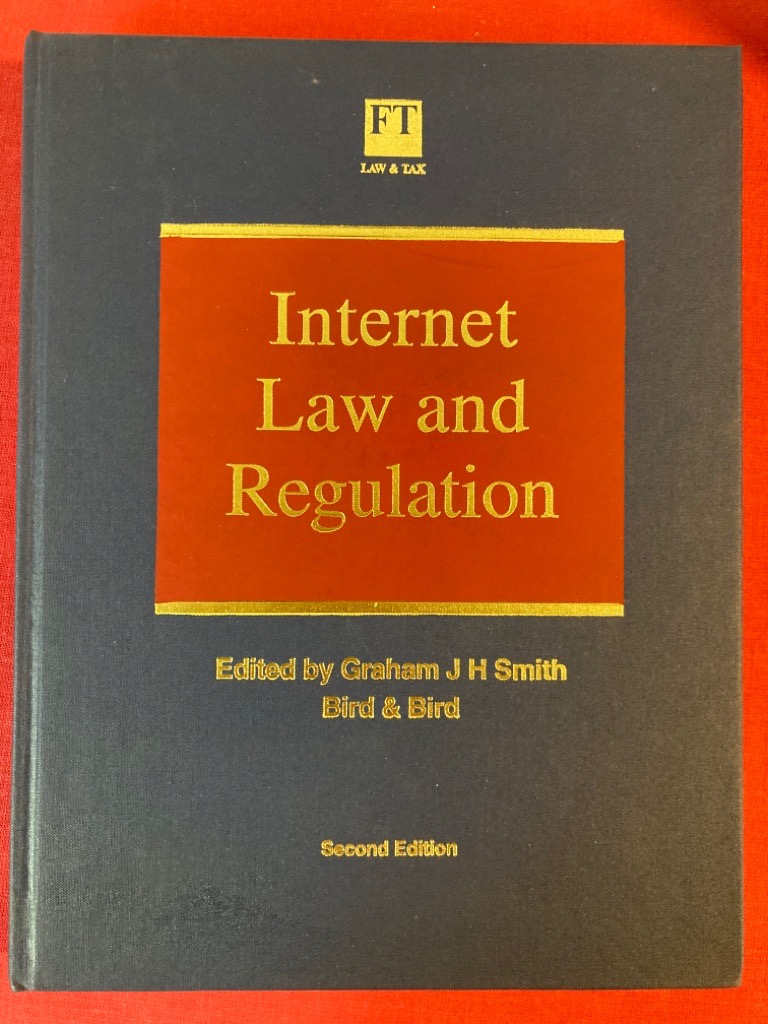 FT
LAW & TAX
Internet
Law and
Regulation
Edited by Graham J H Smith
Bird & Bird
Second Edition